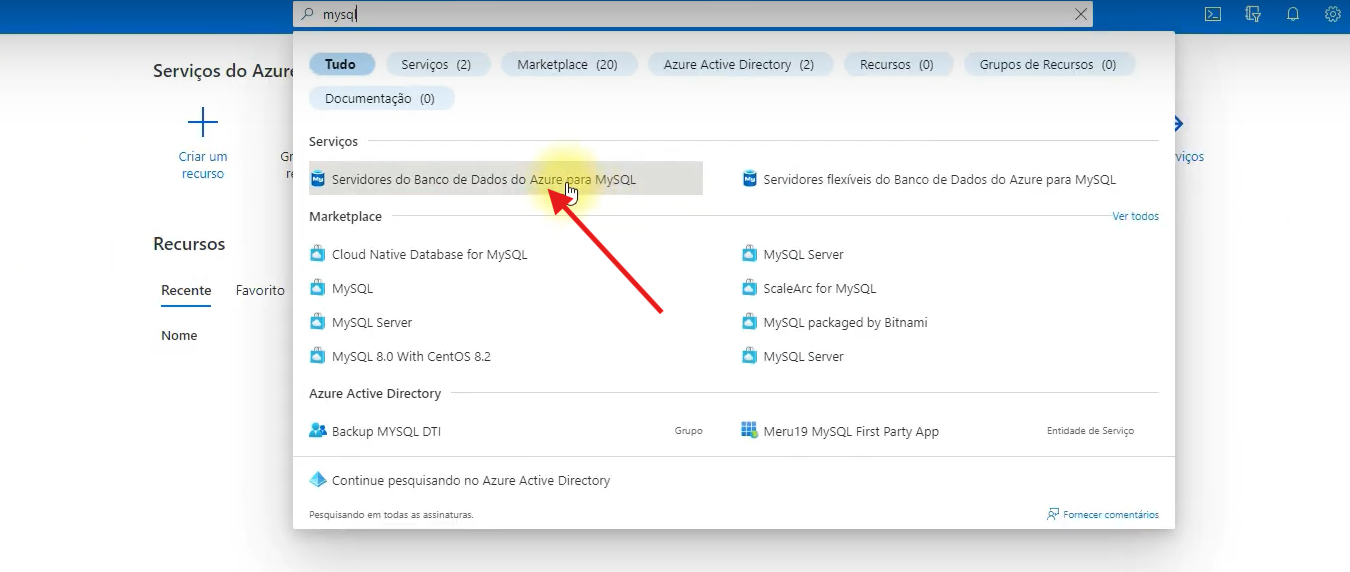 mysql
Tudo
Serviços (2)
Marketplace (20)
Azure Active Directory (2)
Recursos (0)
Grupos de Recursos (0)
Documentação (0)
Serviços do Azure
Criar um
recurso
Serviços
Servidores do Banco de Dados do Azure para MySQL
Servidores flexíveis do Banco de Dados do Azure para MySQL
Marketplace
Ver todos
Cloud Native Database for MySQL
MySQL Server
MySQL
ScaleArc for MySQL
MySQL Server
MySQL packaged by Bitnami
MySQL 8.0 With CentOS 8.2
MySQL Server
Azure Active Directory
Backup MYSQL DTI
Grupo
Meru19 MySQL First Party App
Entidade de Serviço
Continue pesquisando no Azure Active Directory
Pesquisando em todas as assinaturas.
Fornecer comentários
Recursos
Recente
Favorito
Nome